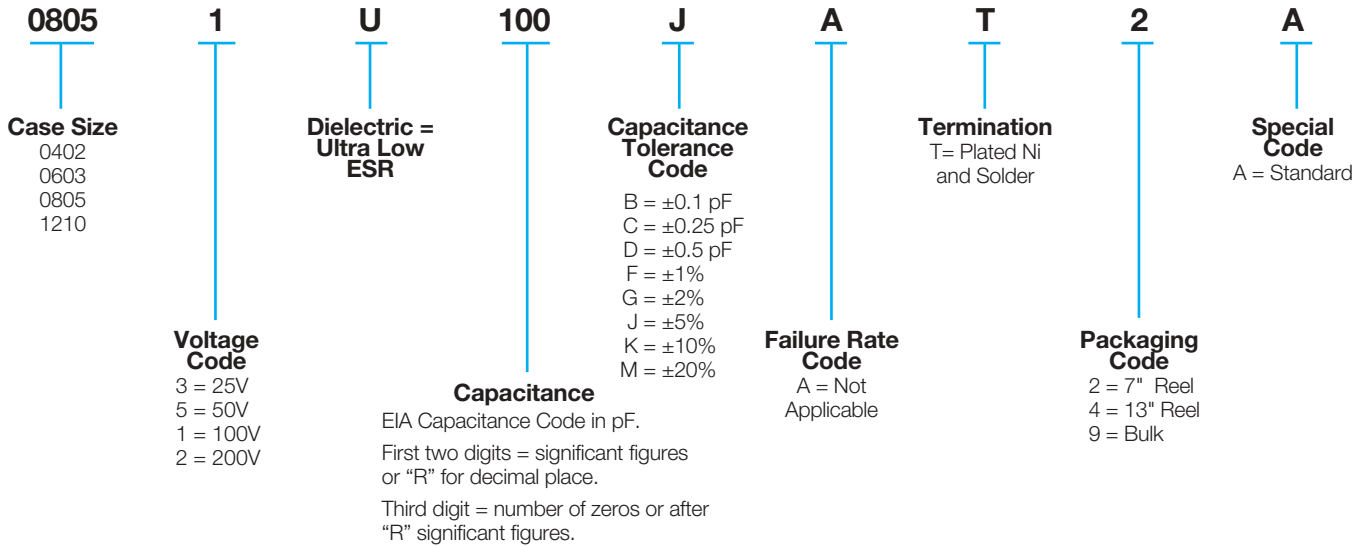 0805 1 U 100 J A T 2 A
Case Size
0402
0603
0805
1210
Voltage
Code
3 = 25V
5 = 50V
1 = 100V
2 = 200V
Dielectric =
Ultra Low
ESR
Capacitance
EIA Capacitance Code in pF.
First two digits = significant figures
or “R” for decimal place.
Third digit = number of zeros or after
“R” significant figures.
Capacitance
Tolerance
Code
B = ±0.1 pF
C = ±0.25 pF
D = ±0.5 pF
F = ±1%
G = ±2%
J = ±5%
K = ±10%
M = ±20%
Failure Rate
Code
A = Not
Applicable
Termination
T= Plated Ni
and Solder
Packaging
Code
2 = 7" Reel
4 = 13" Reel
9 = Bulk
Special
Code
A = Standard